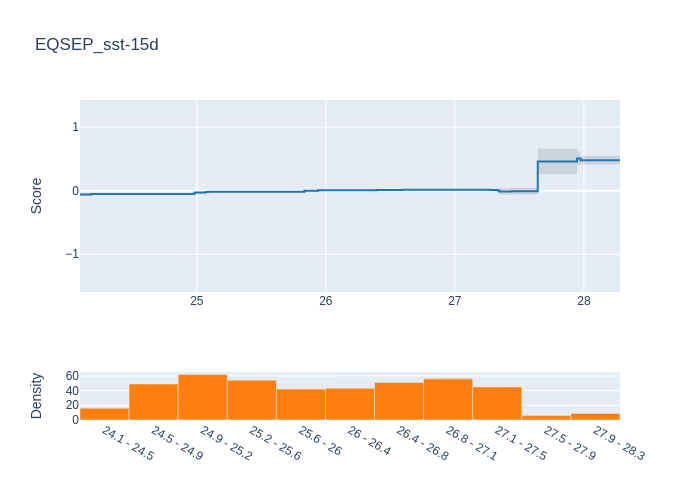 EQSEP_sst-15d
Score
1
0
−1
25 26 27 28
Density
60
40
20
0
24.1 - 24.5
24.5 - 24.9
24.9 - 25.2
25.2 - 25.6
25.6 - 26
26 - 26.4
26.4 - 26.8
26.8 - 27.1
27.1 - 27.5
27.5 - 27.9
27.9 - 28.3